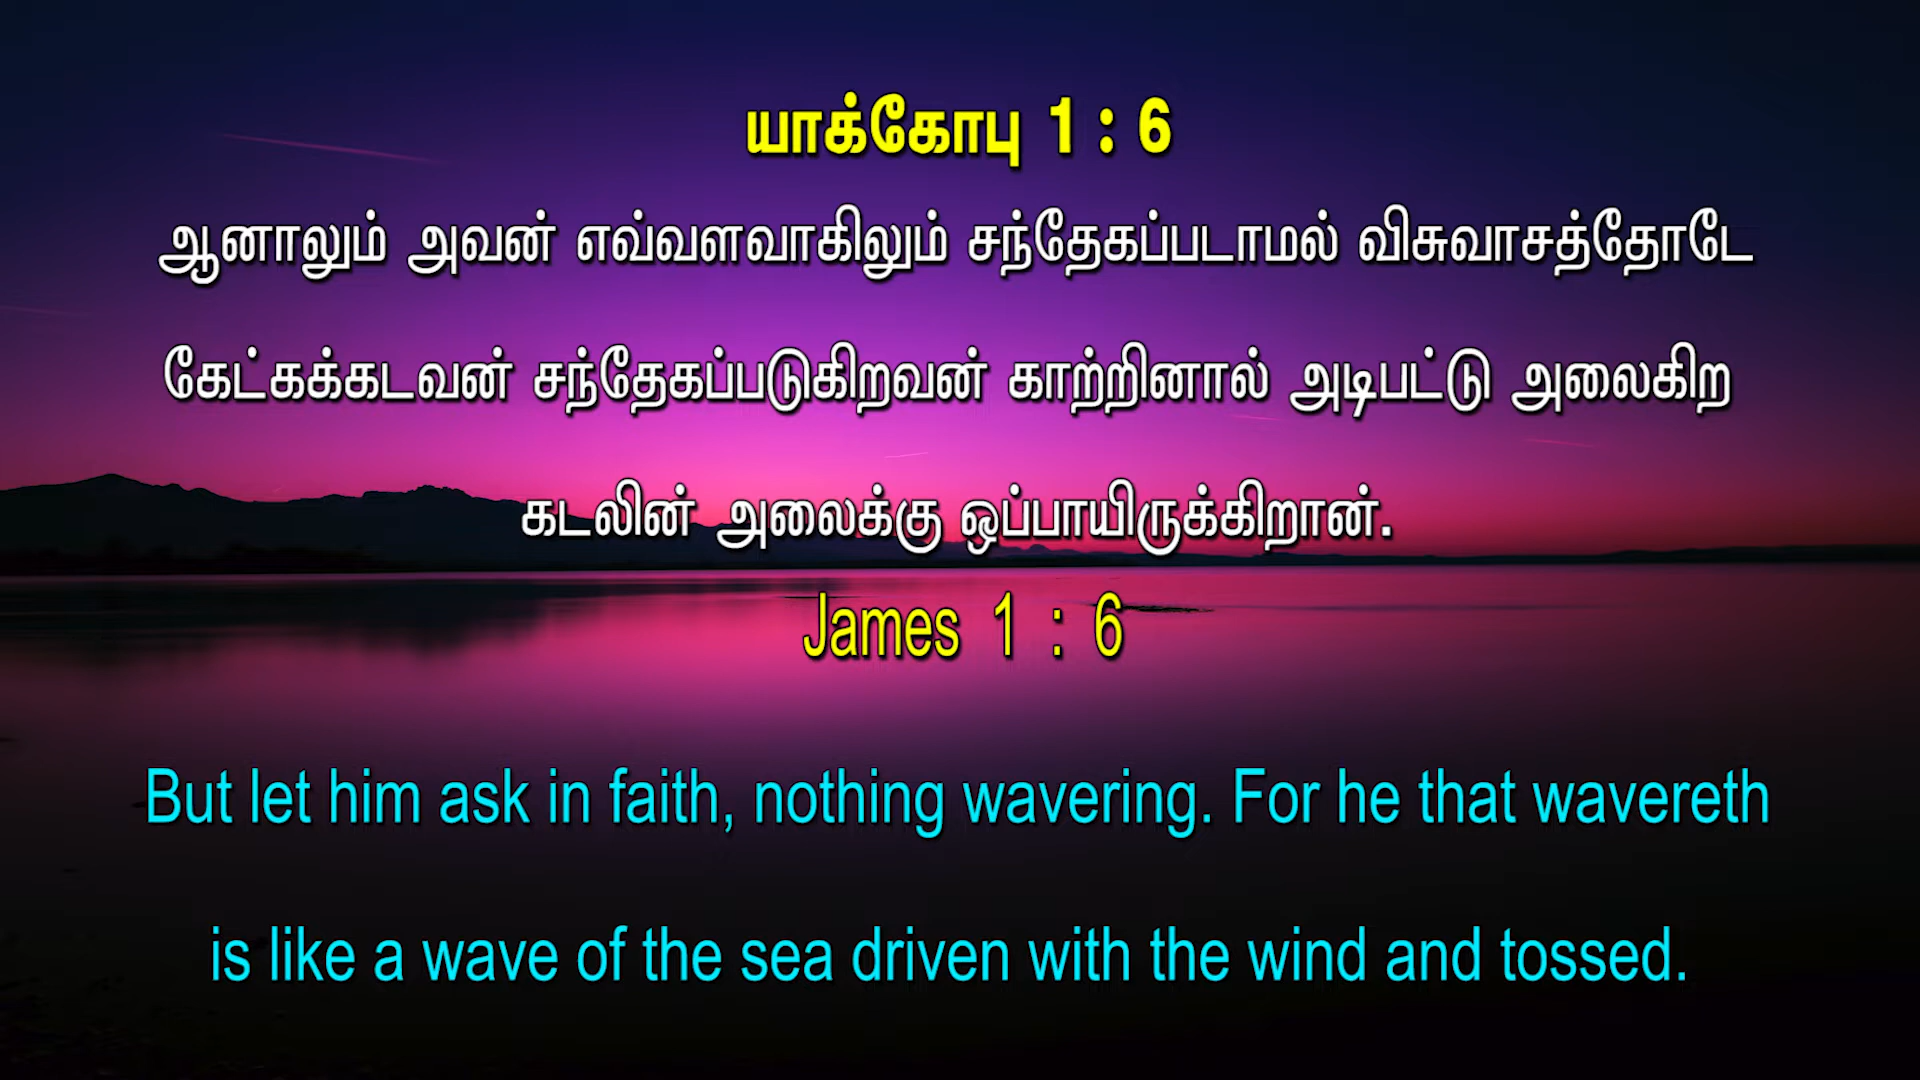 யாக்கோபு 1 : 6
ஆனாலும் அவன் எவ்வளவாகிலும் சந்தேகப்படாமல் விசுவாசத்தோடே
கேட்கக்கடவன் சந்தேகப்படுகிறவன் காற்றினால் அடிபட்டு அலைகிற
கடலின் அலைக்கு ஒப்பாயிருக்கிறான்.
James 1 : 6
But let him ask in faith, nothing wavering. For he that wavereth
is like a wave of the sea driven with the wind and tossed.